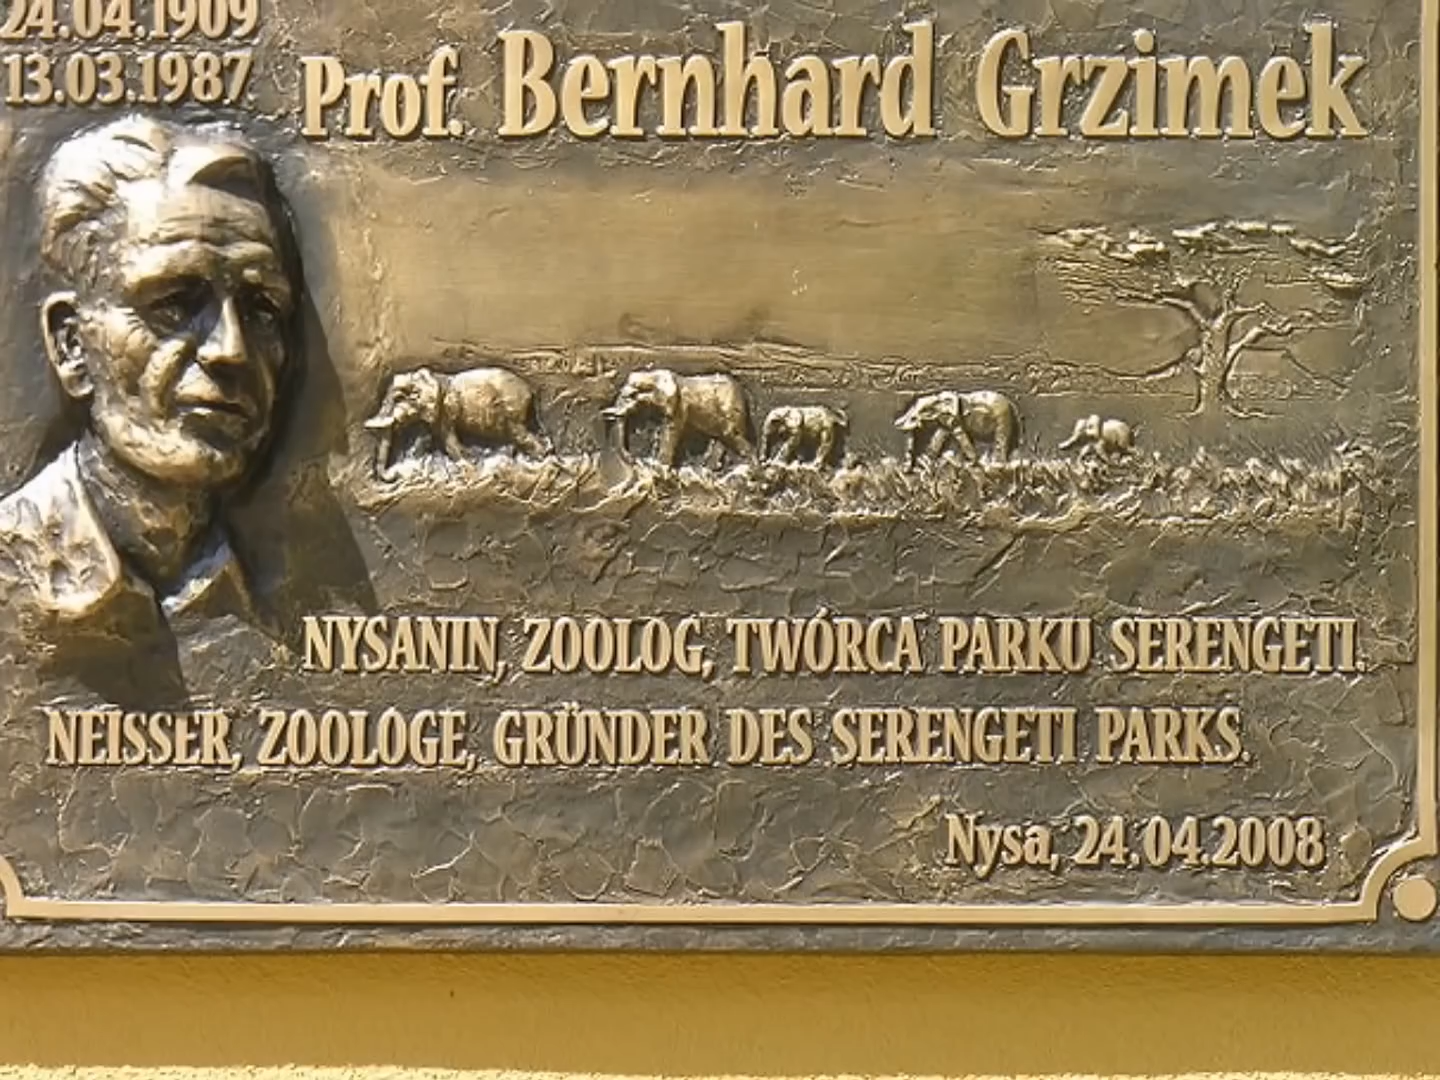 24.04.1909
13.03.1987
Prof. Bernhard Grzimek
NYSANIN, ZOOLOG, TWÓRCA PARKU SERENGETI.
NEISSER, ZOOLOGE, GRÜNDER DES SERENGETI PARKS.
Nysa, 24.04.2008